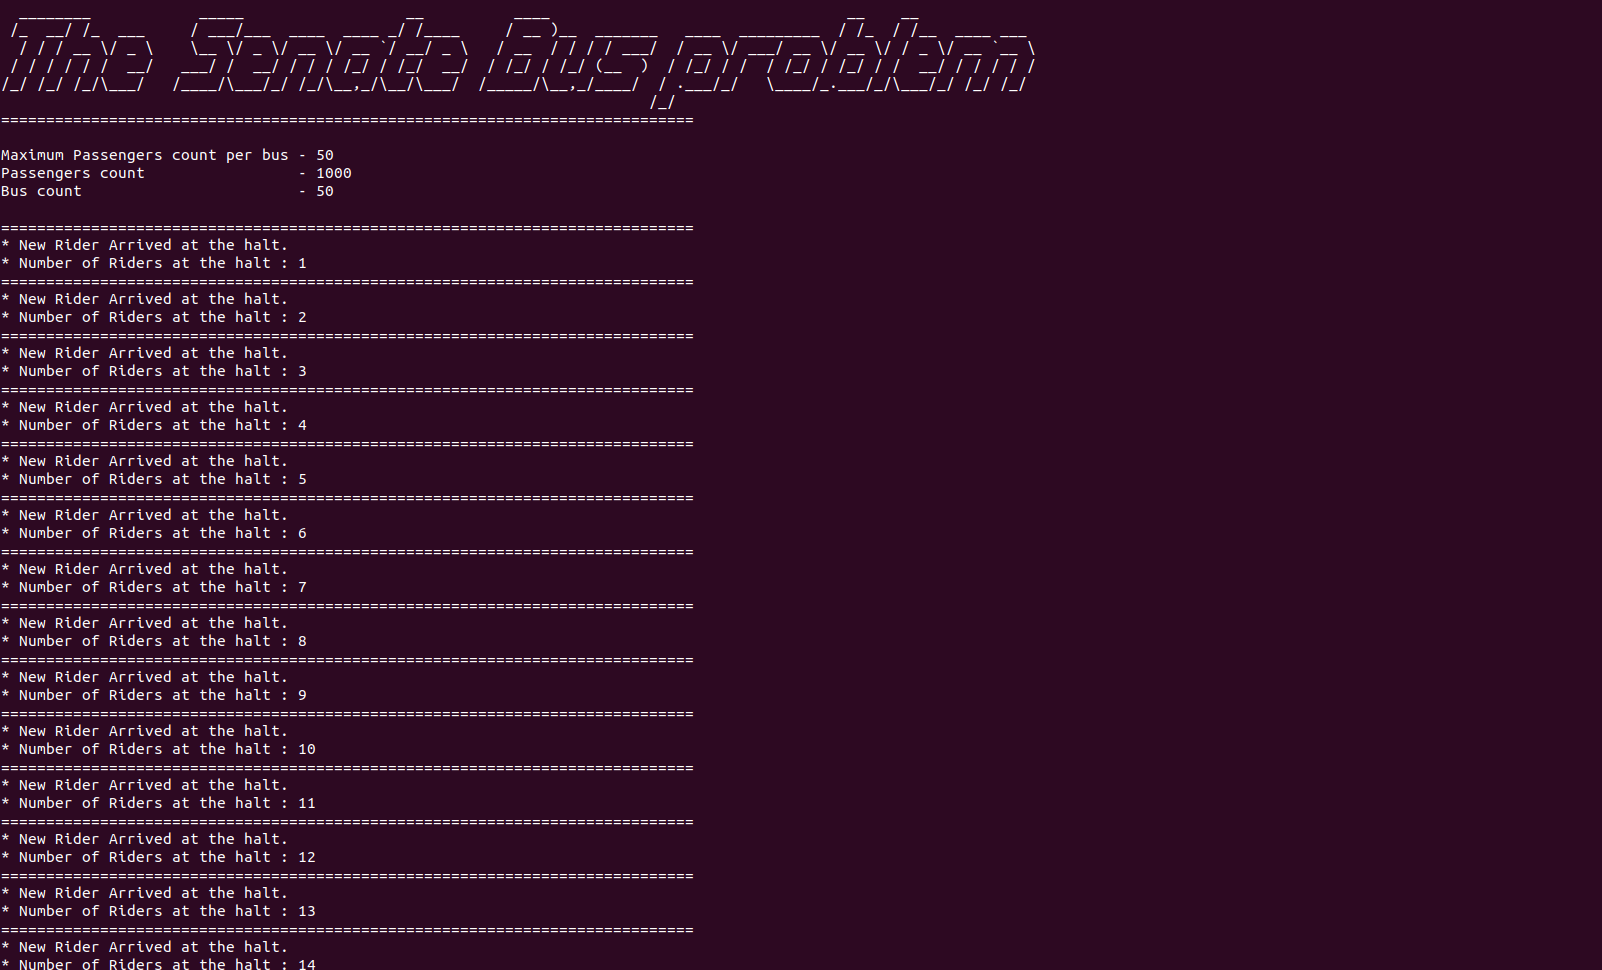 The Senate Bus problem
=============================================================================
Maximum Passengers count per bus - 50
Passengers count                 - 1000
Bus count                        - 50
=============================================================================
* New Rider Arrived at the halt.
* Number of Riders at the halt : 1
=============================================================================
* New Rider Arrived at the halt.
* Number of Riders at the halt : 2
=============================================================================
* New Rider Arrived at the halt.
* Number of Riders at the halt : 3
=============================================================================
* New Rider Arrived at the halt.
* Number of Riders at the halt : 4
=============================================================================
* New Rider Arrived at the halt.
* Number of Riders at the halt : 5
=============================================================================
* New Rider Arrived at the halt.
* Number of Riders at the halt : 6
=============================================================================
* New Rider Arrived at the halt.
* Number of Riders at the halt : 7
=============================================================================
* New Rider Arrived at the halt.
* Number of Riders at the halt : 8
=============================================================================
* New Rider Arrived at the halt.
* Number of Riders at the halt : 9
=============================================================================
* New Rider Arrived at the halt.
* Number of Riders at the halt : 10
=============================================================================
* New Rider Arrived at the halt.
* Number of Riders at the halt : 11
=============================================================================
* New Rider Arrived at the halt.
* Number of Riders at the halt : 12
=============================================================================
* New Rider Arrived at the halt.
* Number of Riders at the halt : 13
=============================================================================
* New Rider Arrived at the halt.
* Number of Riders at the halt : 14